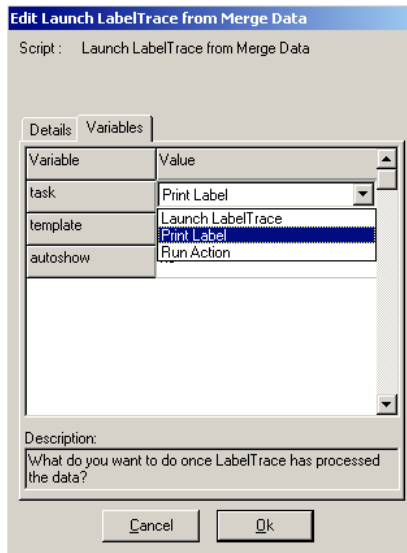 Edit Launch LabelTrace from Merge Data
Script : Launch LabelTrace from Merge Data
Details Variables
Variable Value
task Print Label
template Launch LabelTrace
Print Label
autoshow Run Action
Description:
What do you want to do once LabelTrace has processed
the data?
Cancel Ok